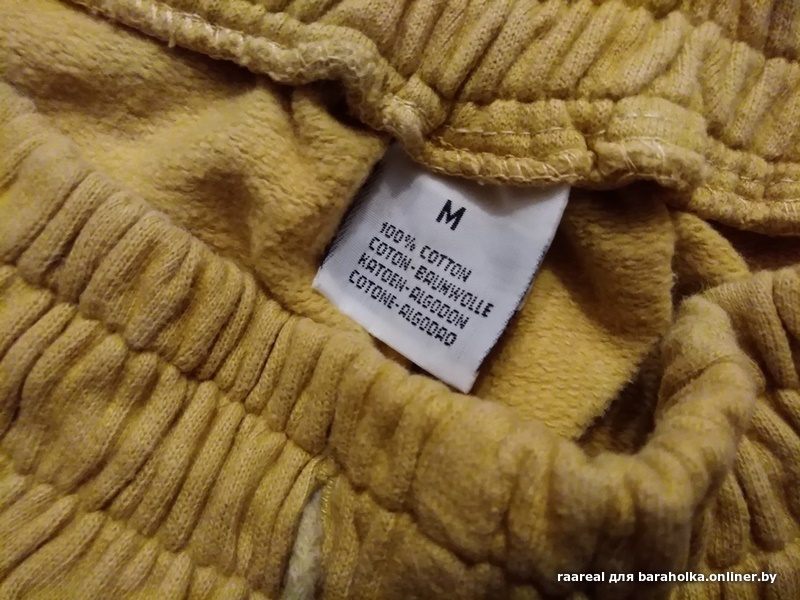 M
100% COTTON
COTON-BAUMWOLLE
KATOEN-ALGODON
COTONE-ALGODAO
raareal для baraholka.onliner.by